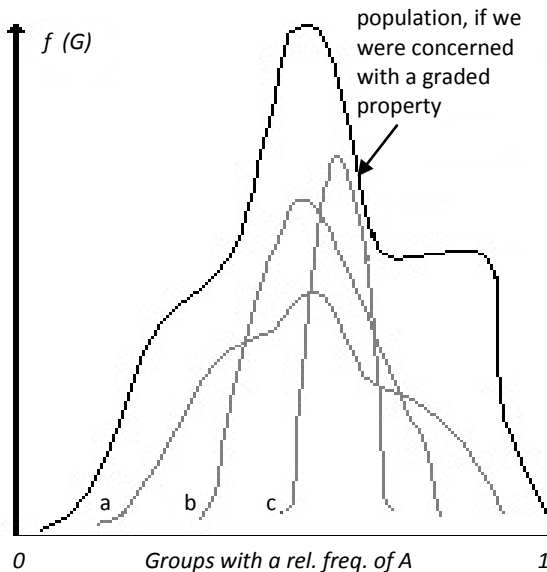 f (G)
population, if we
were concerned
with a graded
property
a
b
c
0
Groups with a rel. freq. of A
1